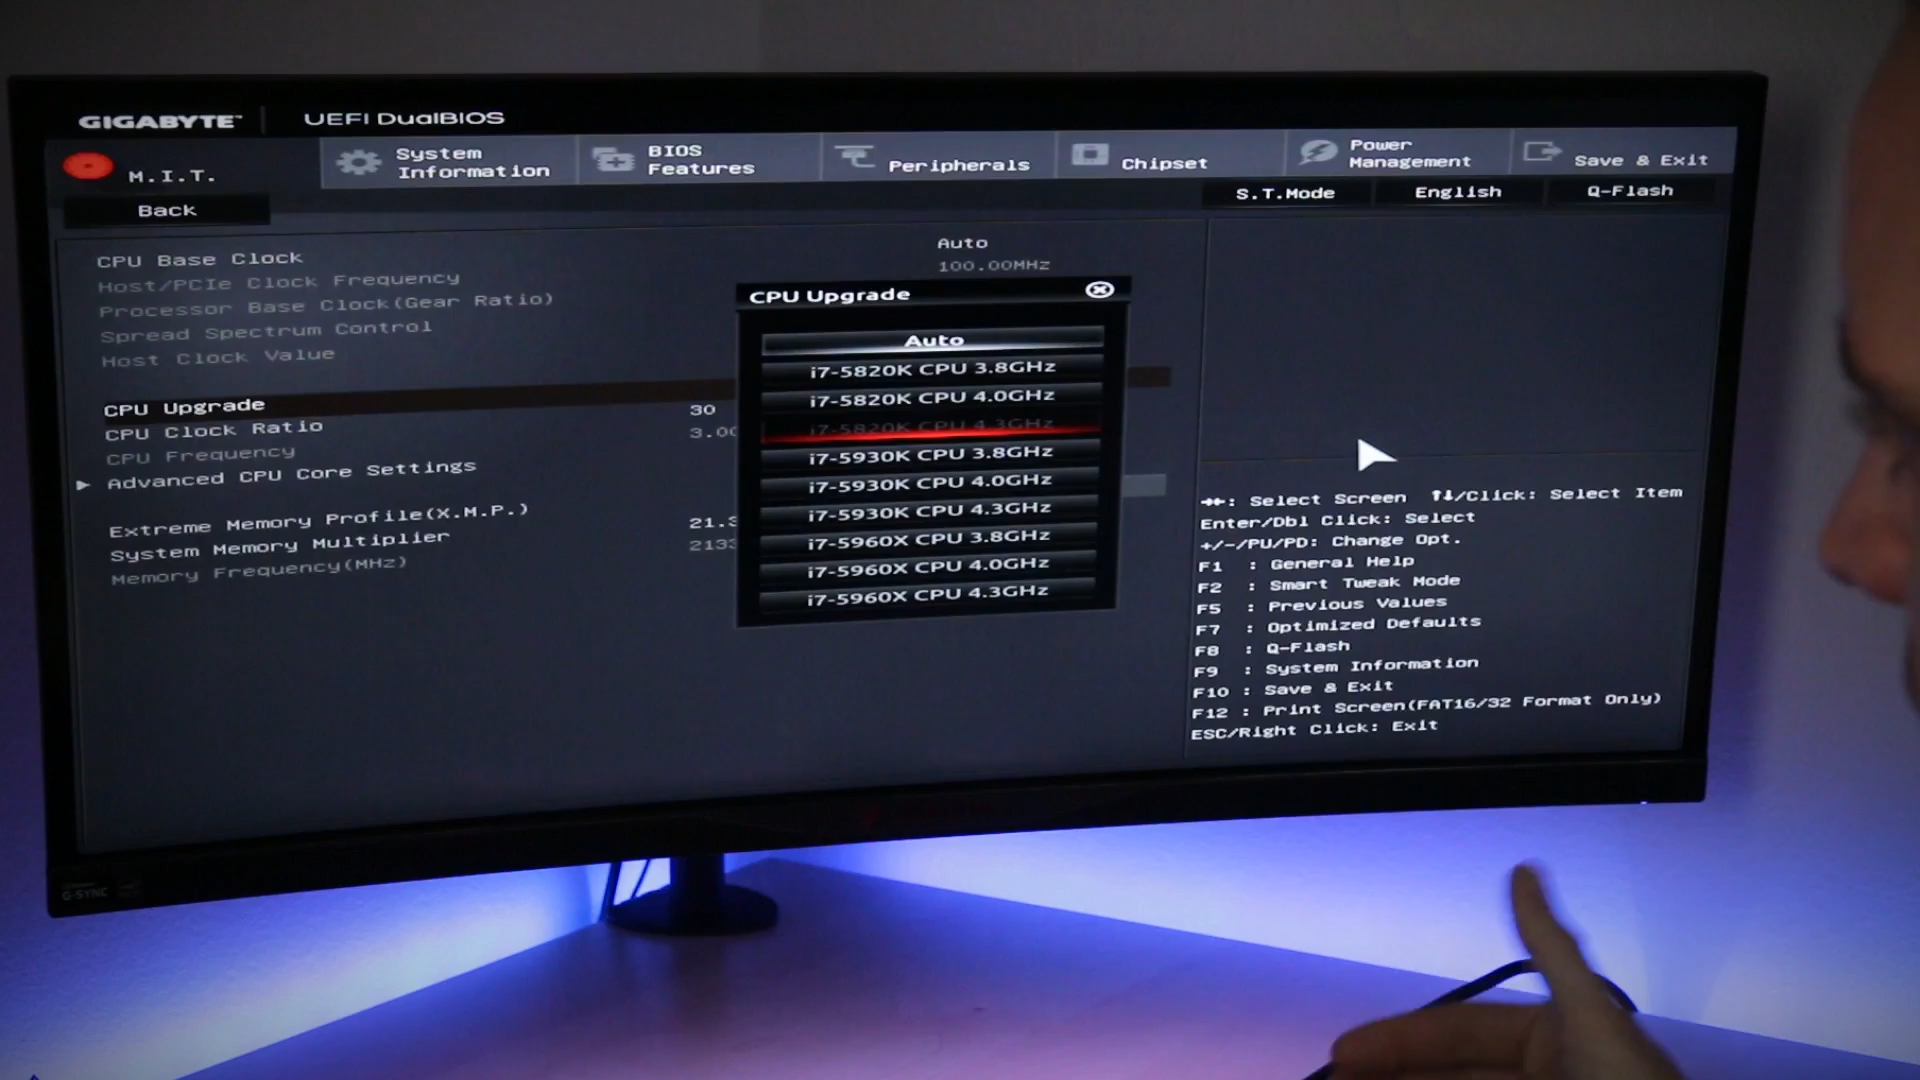 GIGABYTE™ UEFI DualBIOS
M.I.T. System Information BIOS Features Peripherals Chipset Power Management Save & Exit
Back S.T.Mode English Q-Flash
CPU Base Clock Auto
Host/PCIe Clock Frequency 100.00MHz
Processor Base Clock(Gear Ratio)
Spread Spectrum Control
Host Clock Value
CPU Upgrade
CPU Clock Ratio 30
CPU Frequency
Advanced CPU Core Settings
Extreme Memory Profile(X.M.P.)
System Memory Multiplier
Memory Frequency(MHz)
CPU Upgrade
Auto
i7-5820K CPU 3.8GHz
i7-5820K CPU 4.0GHz
i7-5820K CPU 4.3GHz
i7-5930K CPU 3.8GHz
i7-5930K CPU 4.0GHz
i7-5930K CPU 4.3GHz
i7-5960X CPU 3.8GHz
i7-5960X CPU 4.0GHz
i7-5960X CPU 4.3GHz
→←: Select Screen ↑↓/Click: Select Item
Enter/Dbl Click: Select
+/-/PU/PD: Change Opt.
F1 : General Help
F2 : Smart Tweak Mode
F5 : Previous Values
F7 : Optimized Defaults
F8 : Q-Flash
F9 : System Information
F10 : Save & Exit
F12 : Print Screen(FAT16/32 Format Only)
ESC/Right Click: Exit
G-SYNC